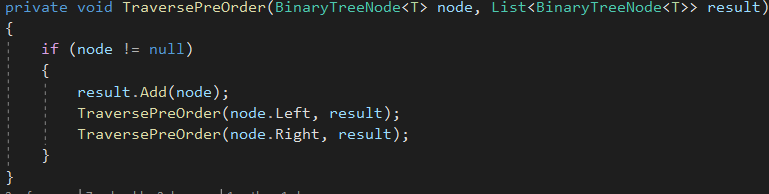 private void TraversePreOrder(BinaryTreeNode<T> node, List<BinaryTreeNode<T>> result)
{
    if (node != null)
    {
        result.Add(node);
        TraversePreOrder(node.Left, result);
        TraversePreOrder(node.Right, result);
    }
}